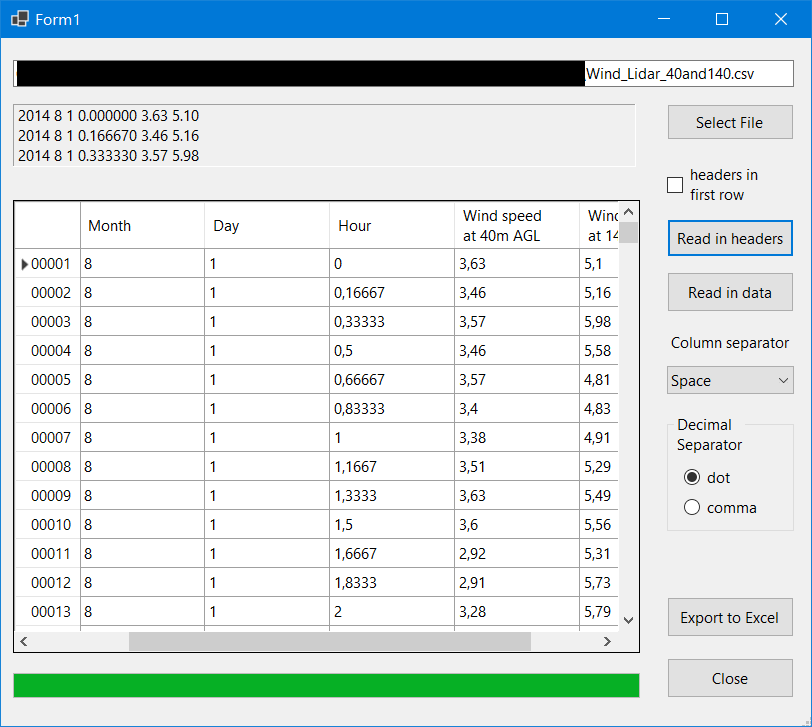 Form1
Wind_Lidar_40and140.csv
2014 8 1 0.000000 3.63 5.10
2014 8 1 0.166670 3.46 5.16
2014 8 1 0.333330 3.57 5.98
Select File
headers in
first row
Read in headers
Read in data
Column separator
Space
Decimal
Separator
dot
comma
Export to Excel
Close
Month Day Hour Wind speed
at 40m AGL
Wind
at 14
00001 8 1 0 3,63 5,1
00002 8 1 0,16667 3,46 5,16
00003 8 1 0,33333 3,57 5,98
00004 8 1 0,5 3,46 5,58
00005 8 1 0,66667 3,57 4,81
00006 8 1 0,83333 3,4 4,83
00007 8 1 1 3,38 4,91
00008 8 1 1,1667 3,51 5,29
00009 8 1 1,3333 3,63 5,49
00010 8 1 1,5 3,6 5,56
00011 8 1 1,6667 2,92 5,31
00012 8 1 1,8333 2,91 5,73
00013 8 1 2 3,28 5,79